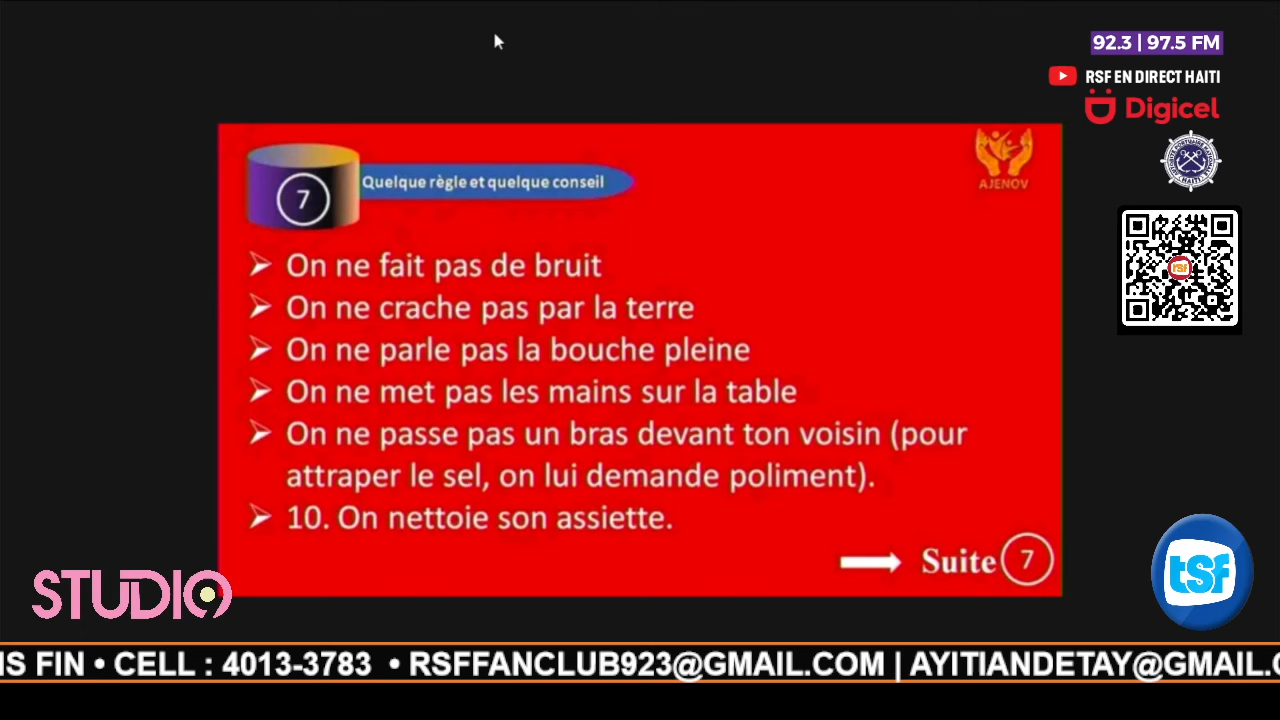 92.3 | 97.5 FM
RSF EN DIRECT HAITI
Digicel
AJENOV
7
Quelque règle et quelque conseil
rsf
➢ On ne fait pas de bruit
➢ On ne crache pas par la terre
➢ On ne parle pas la bouche pleine
➢ On ne met pas les mains sur la table
➢ On ne passe pas un bras devant ton voisin (pour
attraper le sel, on lui demande poliment).
➢ 10. On nettoie son assiette.
Suite 7
STUDIO
tsf
IS FIN • CELL : 4013-3783 • RSFFANCLUB923@GMAIL.COM | AYITIANDETAY@GMAIL.C